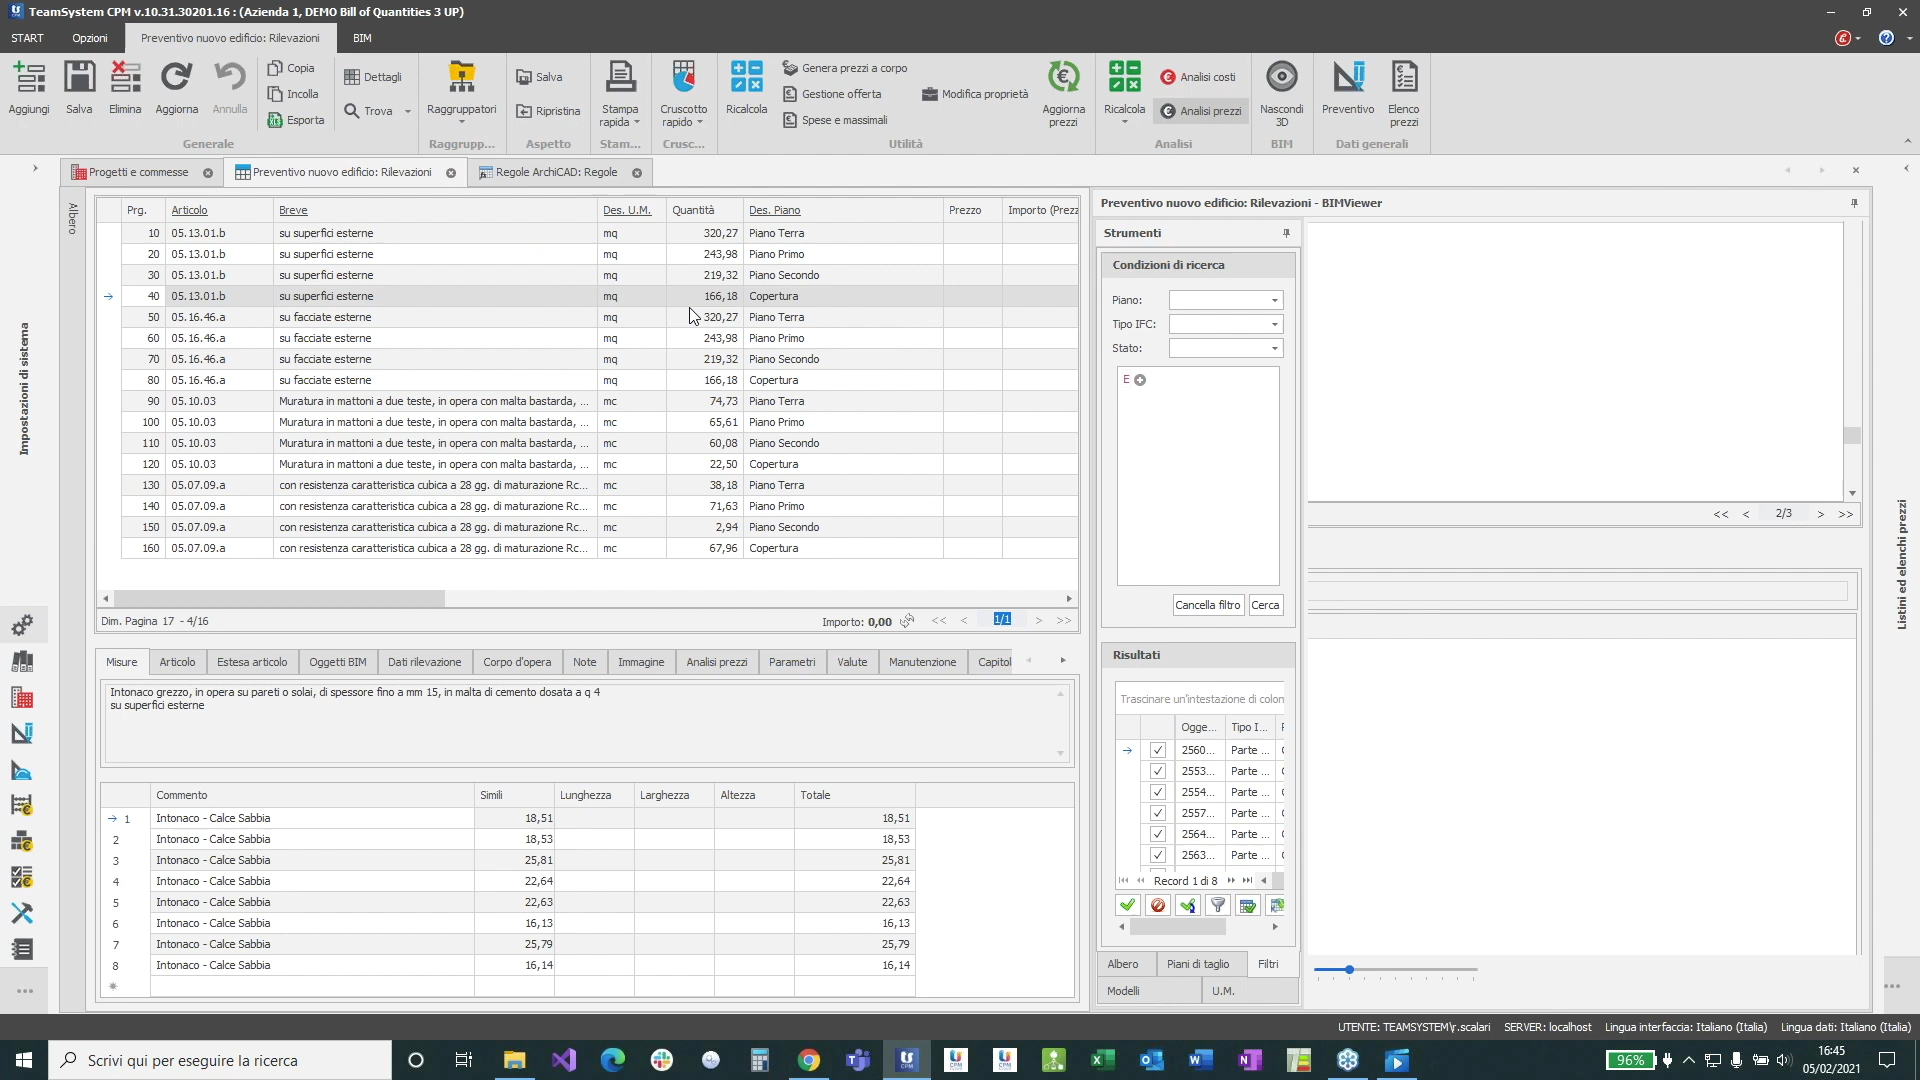 TeamSystem CPM v.10.31.30201.16 : (Azienda 1, DEMO Bill of Quantities 3 UP)
START Opzioni Preventivo nuovo edificio: Rilevazioni BIM
Aggiungi Salva Elimina Aggiorna Annulla Copia Incolla Esporta
Generale
Dettagli Trova
Raggruppatori
Raggrupp...
Salva Ripristina
Aspetto
Stampa rapida
Stam...
Cruscotto rapido
Crusc...
Ricalcola Genera prezzi a corpo Gestione offerta Spese e massimali Modifica proprietà Aggiorna prezzi
Utilità
Ricalcola Analisi costi Analisi prezzi
Analisi
Nascondi 3D
BIM
Preventivo Elenco prezzi
Dati generali
Progetti e commesse Preventivo nuovo edificio: Rilevazioni Regole ArchiCAD: Regole
Impostazioni di sistema
Albero
Prg. Articolo Breve Des. U.M. Quantità Des. Piano Prezzo Importo (Prezz
10 05.13.01.b su superfici esterne mq 320,27 Piano Terra
20 05.13.01.b su superfici esterne mq 243,98 Piano Primo
30 05.13.01.b su superfici esterne mq 219,32 Piano Secondo
40 05.13.01.b su superfici esterne mq 166,18 Copertura
50 05.16.46.a su facciate esterne mq 320,27 Piano Terra
60 05.16.46.a su facciate esterne mq 243,98 Piano Primo
70 05.16.46.a su facciate esterne mq 219,32 Piano Secondo
80 05.16.46.a su facciate esterne mq 166,18 Copertura
90 05.10.03 Muratura in mattoni a due teste, in opera con malta bastarda, ... mc 74,73 Piano Terra
100 05.10.03 Muratura in mattoni a due teste, in opera con malta bastarda, ... mc 65,61 Piano Primo
110 05.10.03 Muratura in mattoni a due teste, in opera con malta bastarda, ... mc 60,08 Piano Secondo
120 05.10.03 Muratura in mattoni a due teste, in opera con malta bastarda, ... mc 22,50 Copertura
130 05.07.09.a con resistenza caratteristica cubica a 28 gg. di maturazione Rc... mc 38,18 Piano Terra
140 05.07.09.a con resistenza caratteristica cubica a 28 gg. di maturazione Rc... mc 71,63 Piano Primo
150 05.07.09.a con resistenza caratteristica cubica a 28 gg. di maturazione Rc... mc 2,94 Piano Secondo
160 05.07.09.a con resistenza caratteristica cubica a 28 gg. di maturazione Rc... mc 67,96 Copertura
Dim. Pagina 17 - 4/16 Importo: 0,00 << < 1/1 > >>
Misure Articolo Estesa articolo Oggetti BIM Dati rilevazione Corpo d'opera Note Immagine Analisi prezzi Parametri Valute Manutenzione Capitol
Intonaco grezzo, in opera su pareti o solai, di spessore fino a mm 15, in malta di cemento dosata a q 4
su superfici esterne
Commento Simili Lunghezza Larghezza Altezza Totale
1 Intonaco - Calce Sabbia 18,51 18,51
2 Intonaco - Calce Sabbia 18,53 18,53
3 Intonaco - Calce Sabbia 25,81 25,81
4 Intonaco - Calce Sabbia 22,64 22,64
5 Intonaco - Calce Sabbia 22,63 22,63
6 Intonaco - Calce Sabbia 16,13 16,13
7 Intonaco - Calce Sabbia 25,79 25,79
8 Intonaco - Calce Sabbia 16,14 16,14
Preventivo nuovo edificio: Rilevazioni - BIMViewer
Strumenti
Condizioni di ricerca
Piano:
Tipo IFC:
Stato:
E
Cancella filtro Cerca
Risultati
Trascinare un'intestazione di colon
Ogge... Tipo I...
2560... Parte ...
2553... Parte ...
2554... Parte ...
2557... Parte ...
2564... Parte ...
2563... Parte ...
Record 1 di 8
Albero Piani di taglio Filtri
Modelli U.M.
<< < 2/3 > >>
Listini ed elenchi prezzi
UTENTE: TEAMSYSTEM\r.scalari SERVER: localhost Lingua interfaccia: Italiano (Italia) Lingua dati: Italiano (Italia)
Scrivi qui per eseguire la ricerca
96%
16:45
05/02/2021